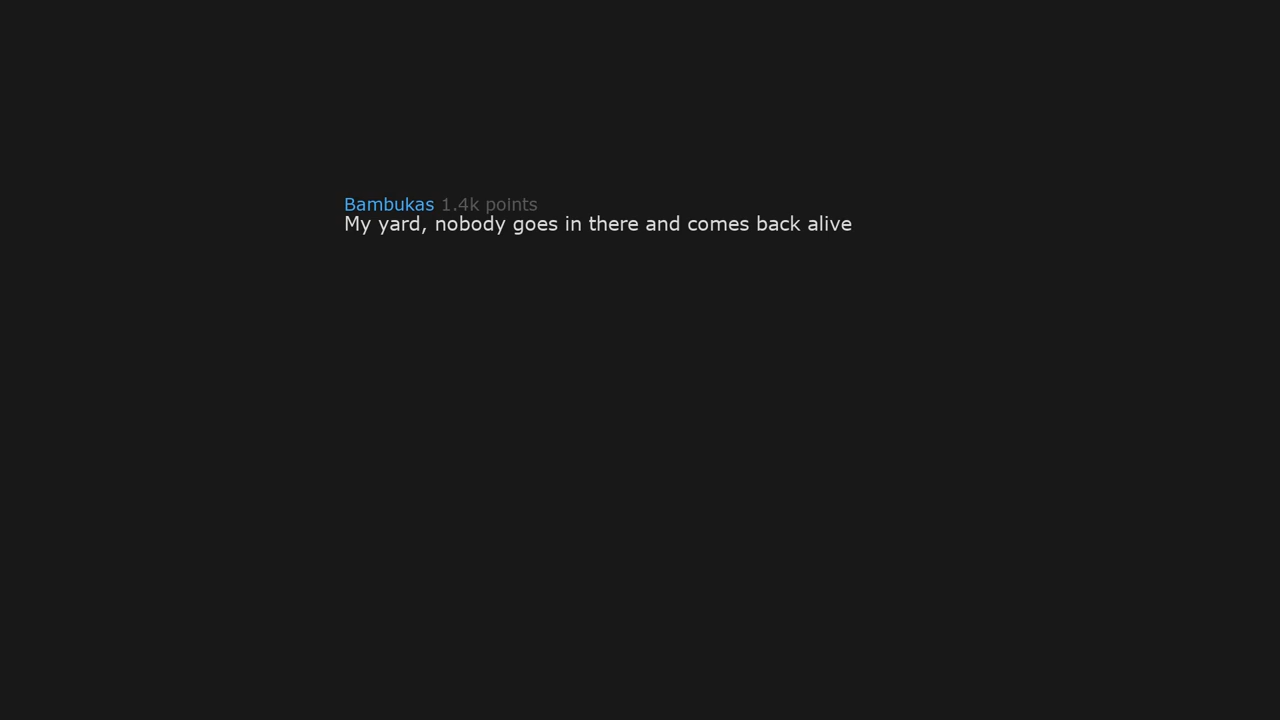 Bambukas 1.4k points
My yard, nobody goes in there and comes back alive